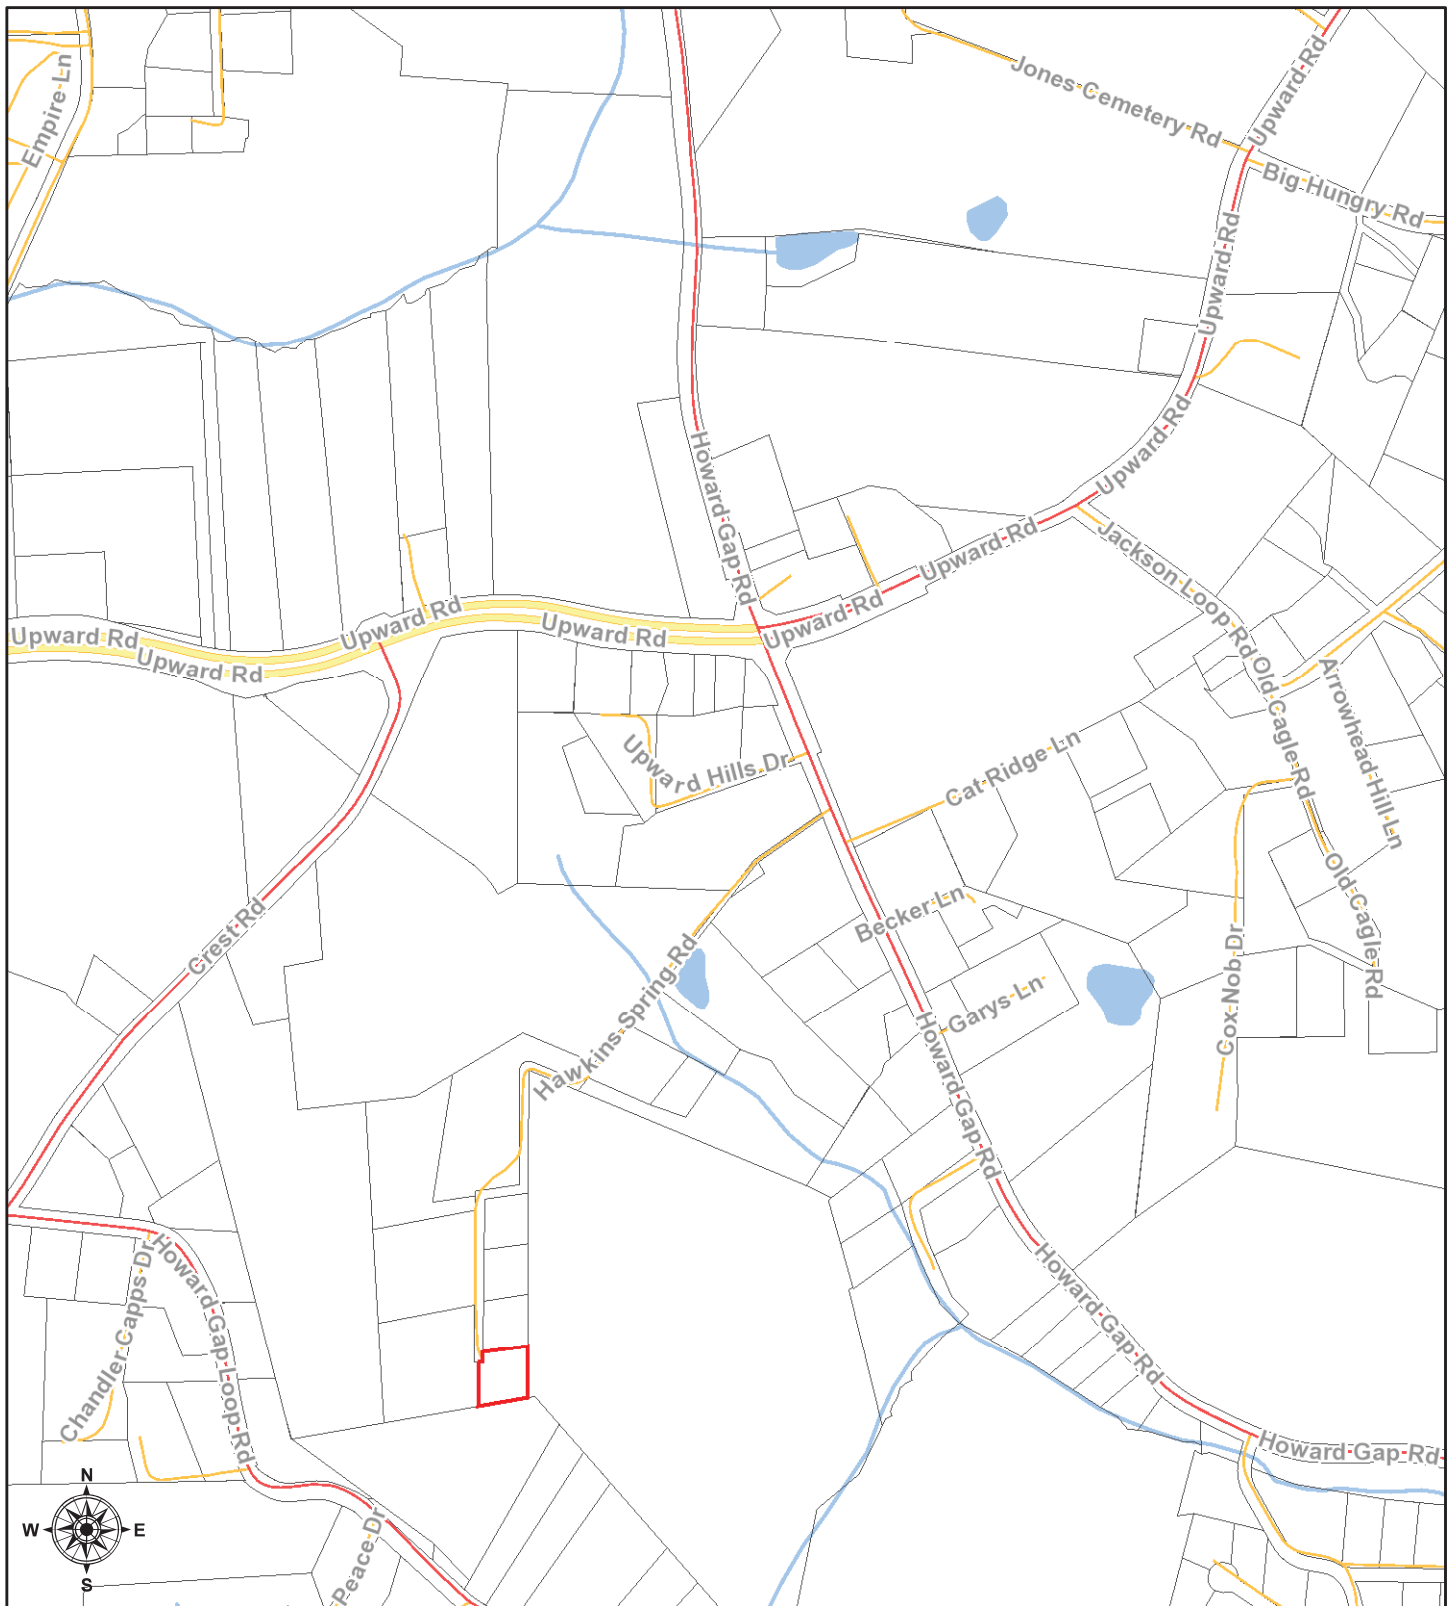 Empire Ln
Jones Cemetery Rd
Upward Rd
Big Hungry Rd
Upward Rd
Upward Rd
Howard Gap Rd
Upward Rd
Jackson Loop Rd
Upward Rd
Upward Rd
Upward Rd
Upward Rd
Upward Rd
Upward Rd
Old Cagle Rd
Arrowhead Hill Ln
Upward Hills Dr
Cat Ridge Ln
Old Cagle Rd
Becker Ln
Crest Rd
Hawkins Spring Rd
Cox Nob Dr
Garys Ln
Howard Gap Rd
Chandler Capps Dr
Howard Gap Loop Rd
Howard Gap Rd
Howard Gap Rd
N
W
E
S
Peace Dr